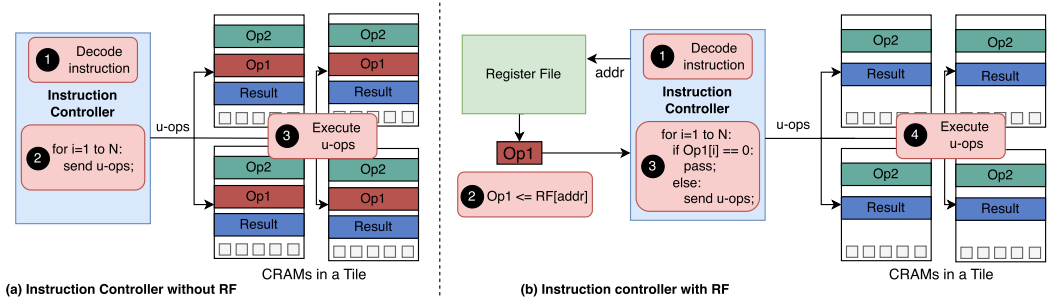 1 Decode
instruction
Instruction
Controller
2 for i=1 to N:
send u-ops;
u-ops
Op2
Op1
Result
Op2
Op1
Result
3 Execute
u-ops
Op2
Op1
Result
Op2
Op1
Result
CRAMs in a Tile
(a) Instruction Controller without RF
Register File
addr
Op1
2 Op1 <= RF[addr]
1 Decode
instruction
Instruction
Controller
for i=1 to N:
if Op1[i] == 0:
3 pass;
else:
send u-ops;
u-ops
Op2
Result
Op2
Result
4 Execute
u-ops
Op2
Result
Op2
Result
CRAMs in a Tile
(b) Instruction controller with RF